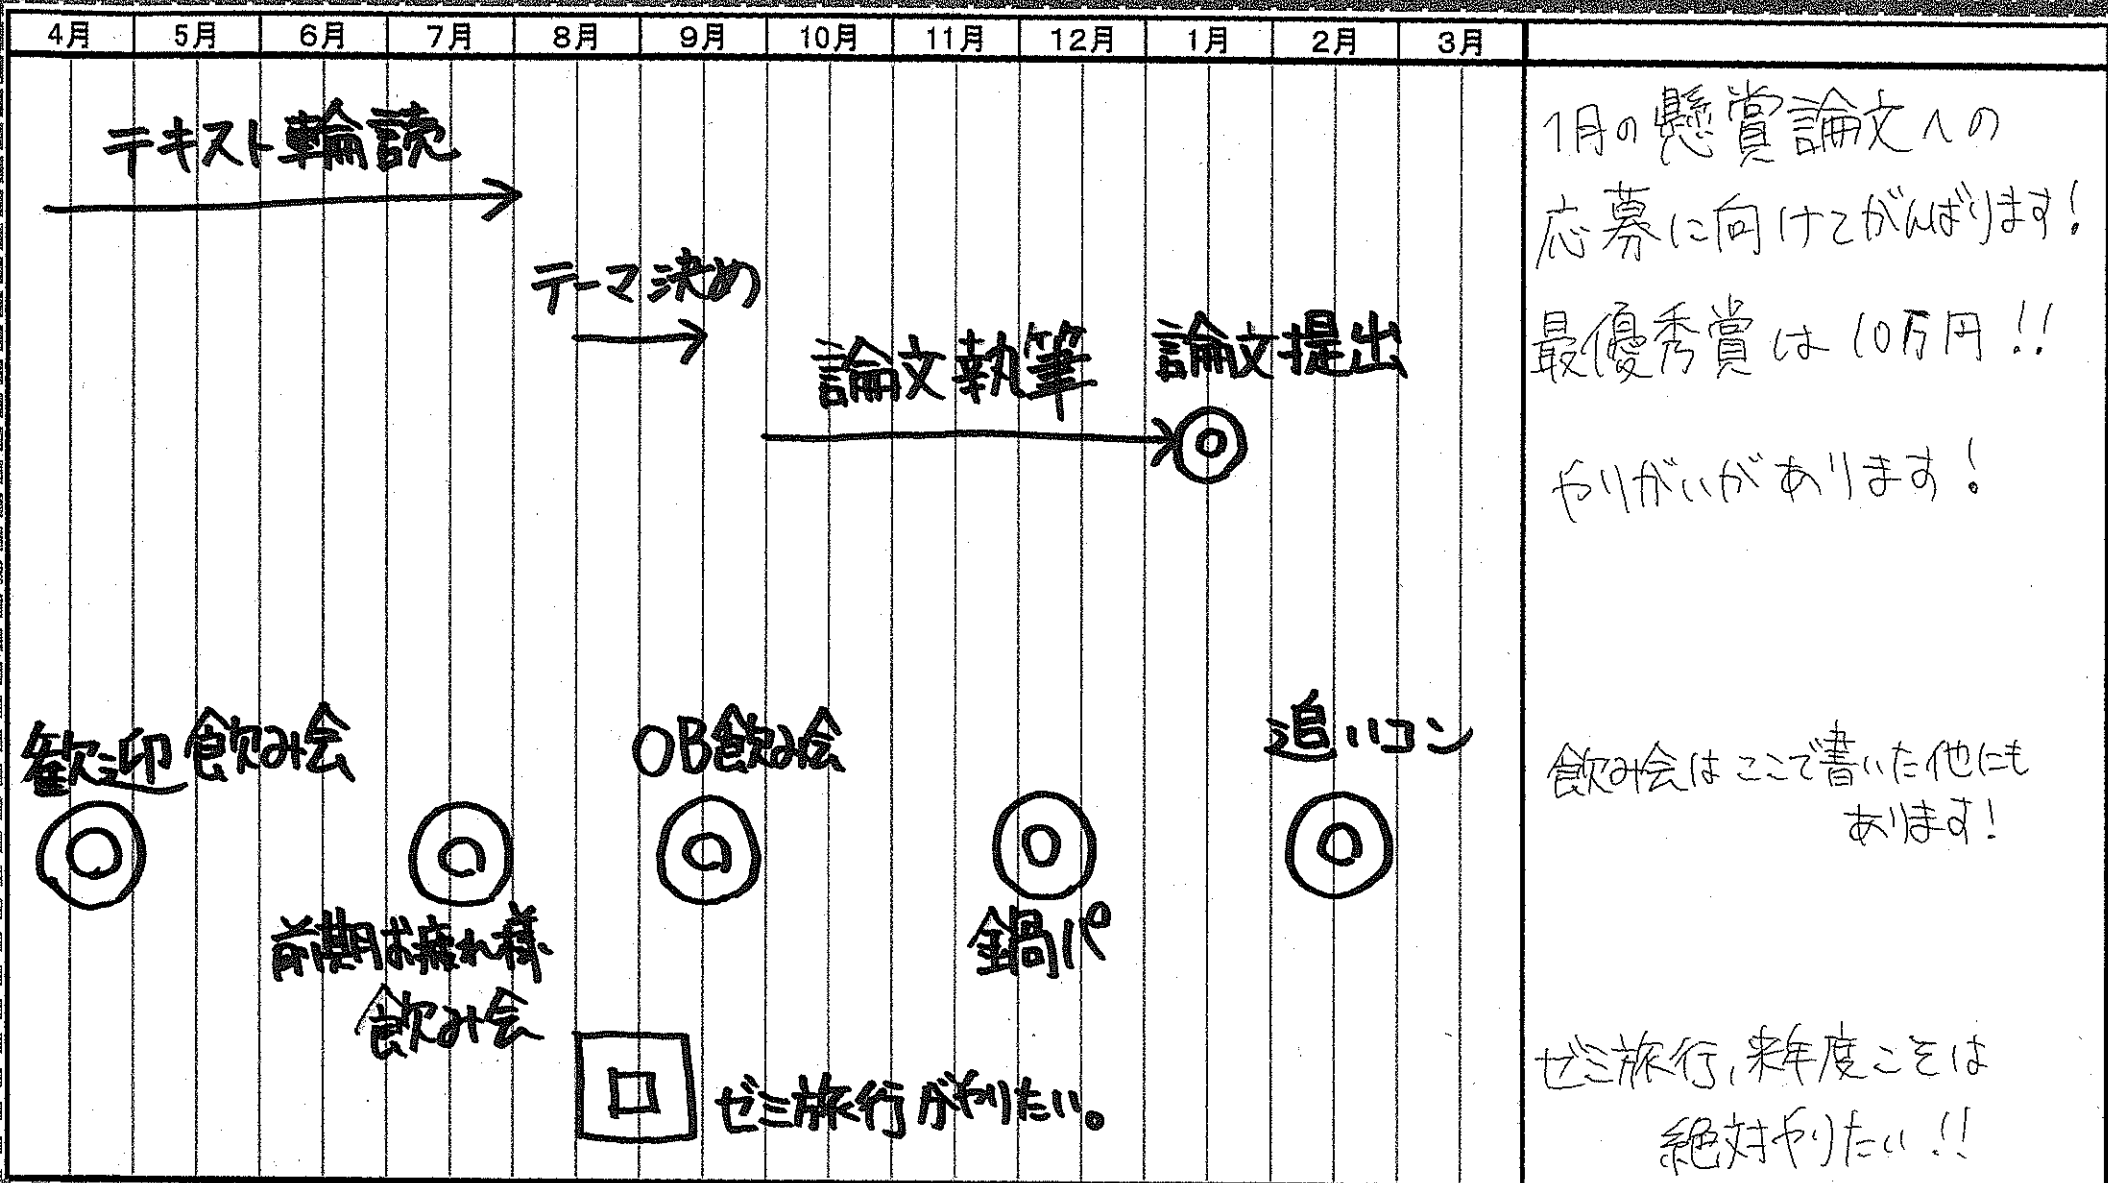 4月 5月 6月 7月 8月 9月 10月 11月 12月 1月 2月 3月
テキスト輪読
テーマ決め
論文執筆
論文提出
歓迎飲み会
OB飲み会
追いコン
前期お疲れ様
飲み会
鍋パ
ゼミ旅行がやりたい。
1月の懸賞論文への
応募に向けてがんばります!
最優秀賞は10万円!!
やりがいがあります!
飲み会はここで書いた他にも
あります!
ゼミ旅行、来年度こそは
絶対やりたい!!